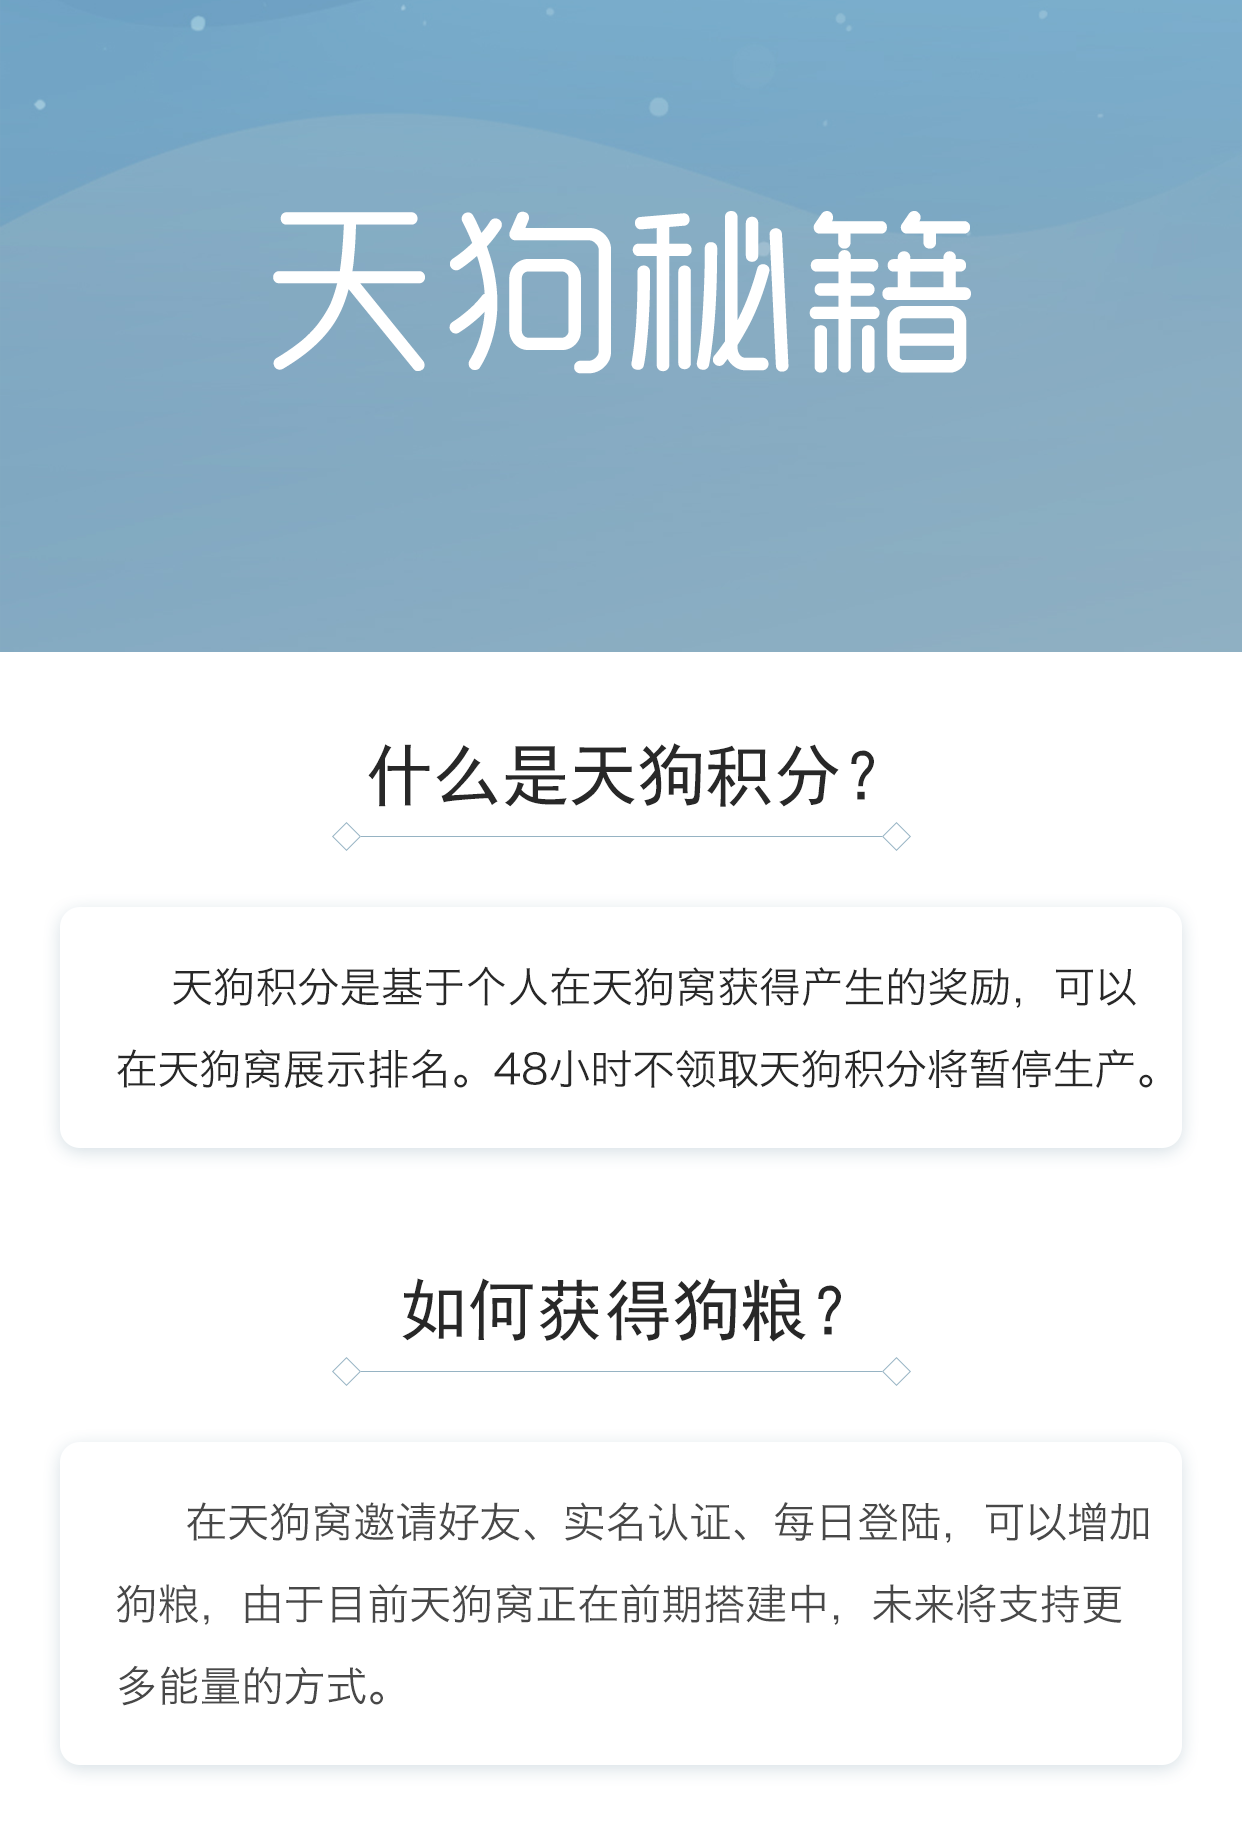 天狗秘籍
什么是天狗积分？
天狗积分是基于个人在天狗窝获得产生的奖励，可以
在天狗窝展示排名。48小时不领取天狗积分将暂停生产。
如何获得狗粮？
在天狗窝邀请好友、实名认证、每日登陆，可以增加
狗粮，由于目前天狗窝正在前期搭建中，未来将支持更
多能量的方式。